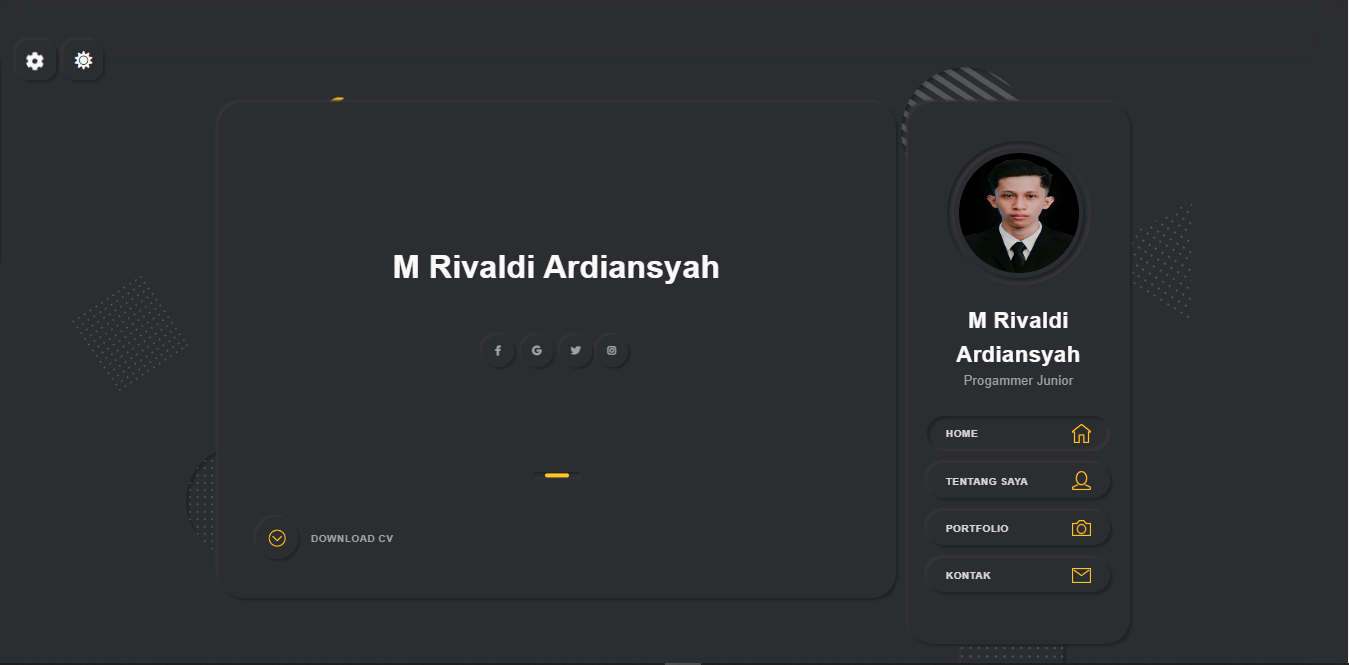 M Rivaldi Ardiansyah
DOWNLOAD CV
M Rivaldi
Ardiansyah
Progammer Junior
HOME
TENTANG SAYA
PORTFOLIO
KONTAK